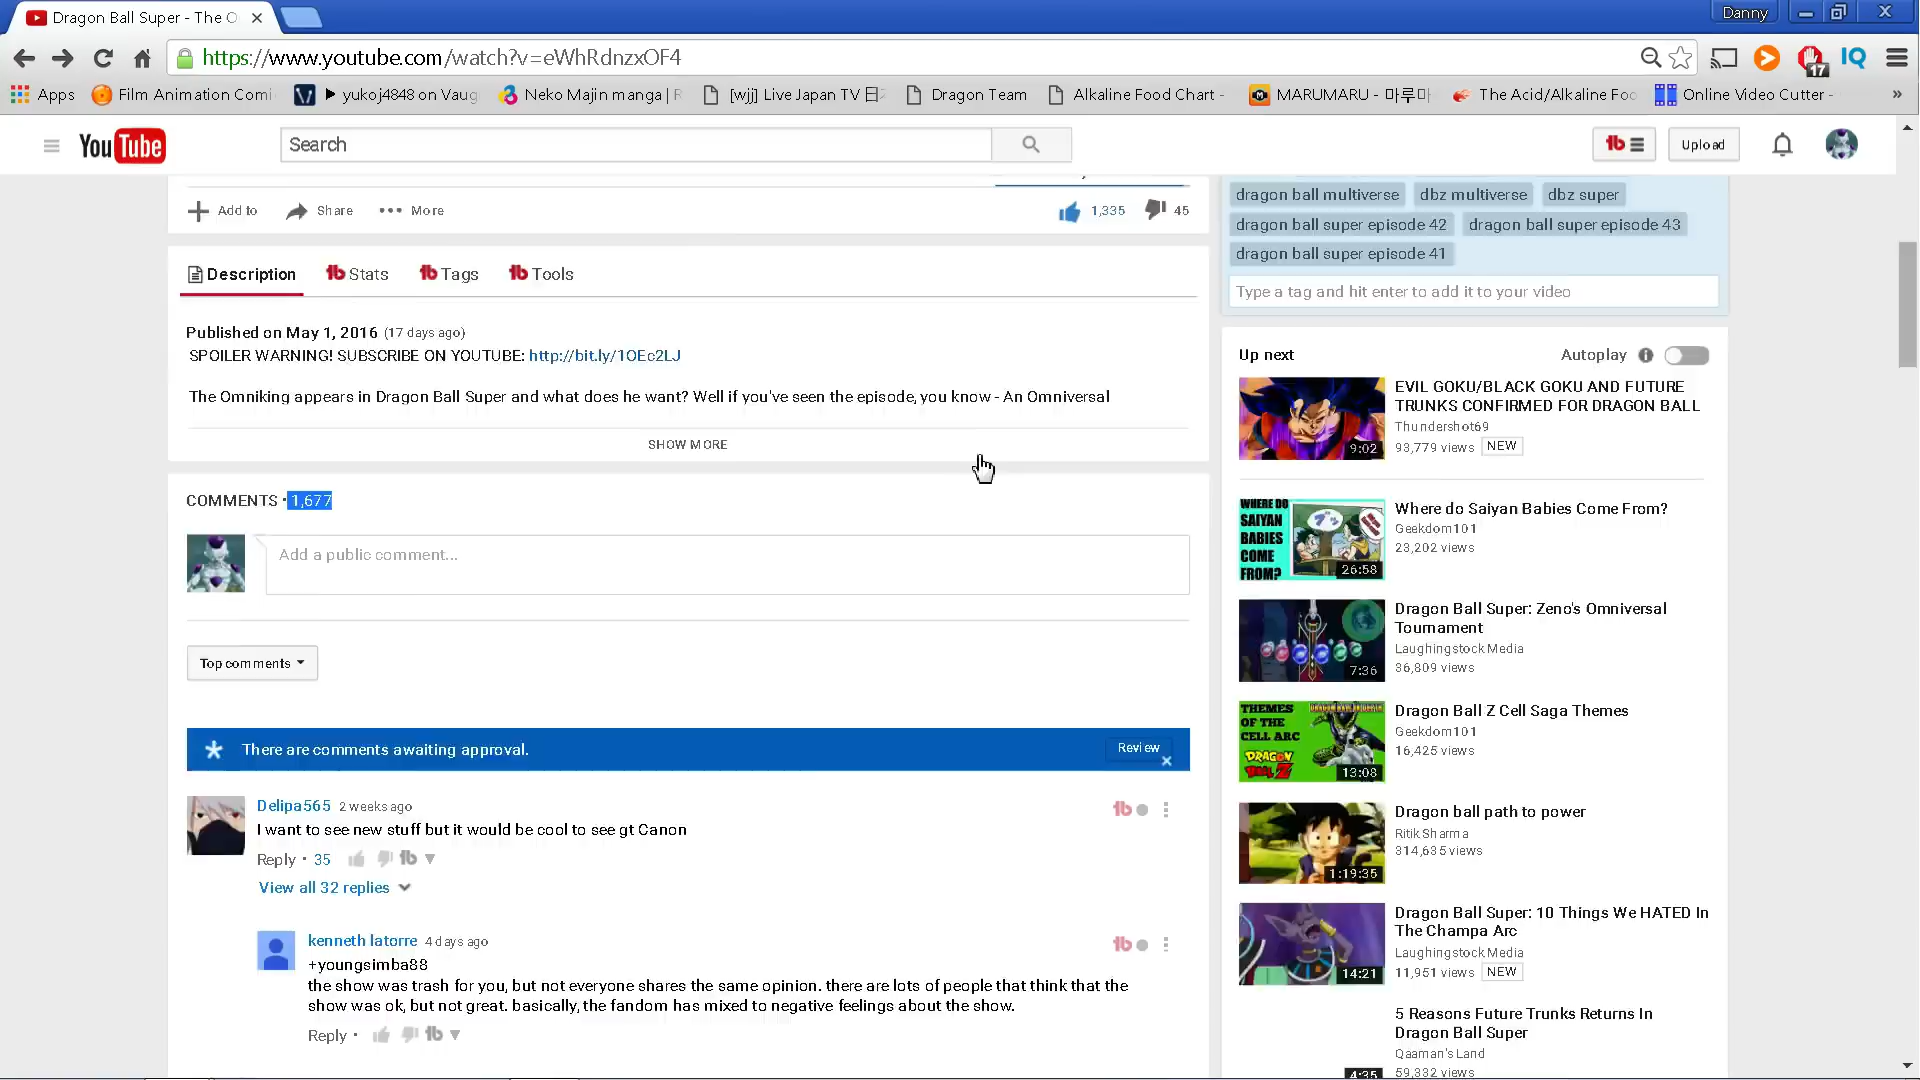 Dragon Ball Super - The O
Danny
https://www.youtube.com/watch?v=eWhRdnzxOF4
17
IQ
Apps
Film Animation Comi
▶ yukoj4848 on Vaug
Neko Majin manga | R
[wjj] Live Japan TV 日
Dragon Team
Alkaline Food Chart -
MARUMARU - 마루마
The Acid/Alkaline Foo
Online Video Cutter -
»
YouTube
Search
Upload
Add to
Share
More
1,335
45
Description
Stats
Tags
Tools
Published on May 1, 2016 (17 days ago)
SPOILER WARNING! SUBSCRIBE ON YOUTUBE: http://bit.ly/1OEc2LJ
The Omniking appears in Dragon Ball Super and what does he want? Well if you've seen the episode, you know - An Omniversal
SHOW MORE
COMMENTS • 1,677
Add a public comment...
Top comments
There are comments awaiting approval.
Review
Delipa565 2 weeks ago
I want to see new stuff but it would be cool to see gt Canon
Reply • 35
View all 32 replies
kenneth latorre 4 days ago
+youngsimba88
the show was trash for you, but not everyone shares the same opinion. there are lots of people that think that the
show was ok, but not great. basically, the fandom has mixed to negative feelings about the show.
Reply •
dragon ball multiverse
dbz multiverse
dbz super
dragon ball super episode 42
dragon ball super episode 43
dragon ball super episode 41
Type a tag and hit enter to add it to your video
Up next
Autoplay
9:02
EVIL GOKU/BLACK GOKU AND FUTURE
TRUNKS CONFIRMED FOR DRAGON BALL
Thundershot69
93,779 views NEW
WHERE DO
SAIYAN
BABIES
COME
FROM?
26:58
Where do Saiyan Babies Come From?
Geekdom101
23,202 views
7:36
Dragon Ball Super: Zeno's Omniversal
Tournament
Laughingstock Media
36,809 views
THEMES
OF THE
CELL ARC
DRAGON
BALL Z
13:08
Dragon Ball Z Cell Saga Themes
Geekdom101
16,425 views
1:19:35
Dragon ball path to power
Ritik Sharma
314,635 views
14:21
Dragon Ball Super: 10 Things We HATED In
The Champa Arc
Laughingstock Media
11,951 views NEW
4:35
5 Reasons Future Trunks Returns In
Dragon Ball Super
Qaaman's Land
59,332 views